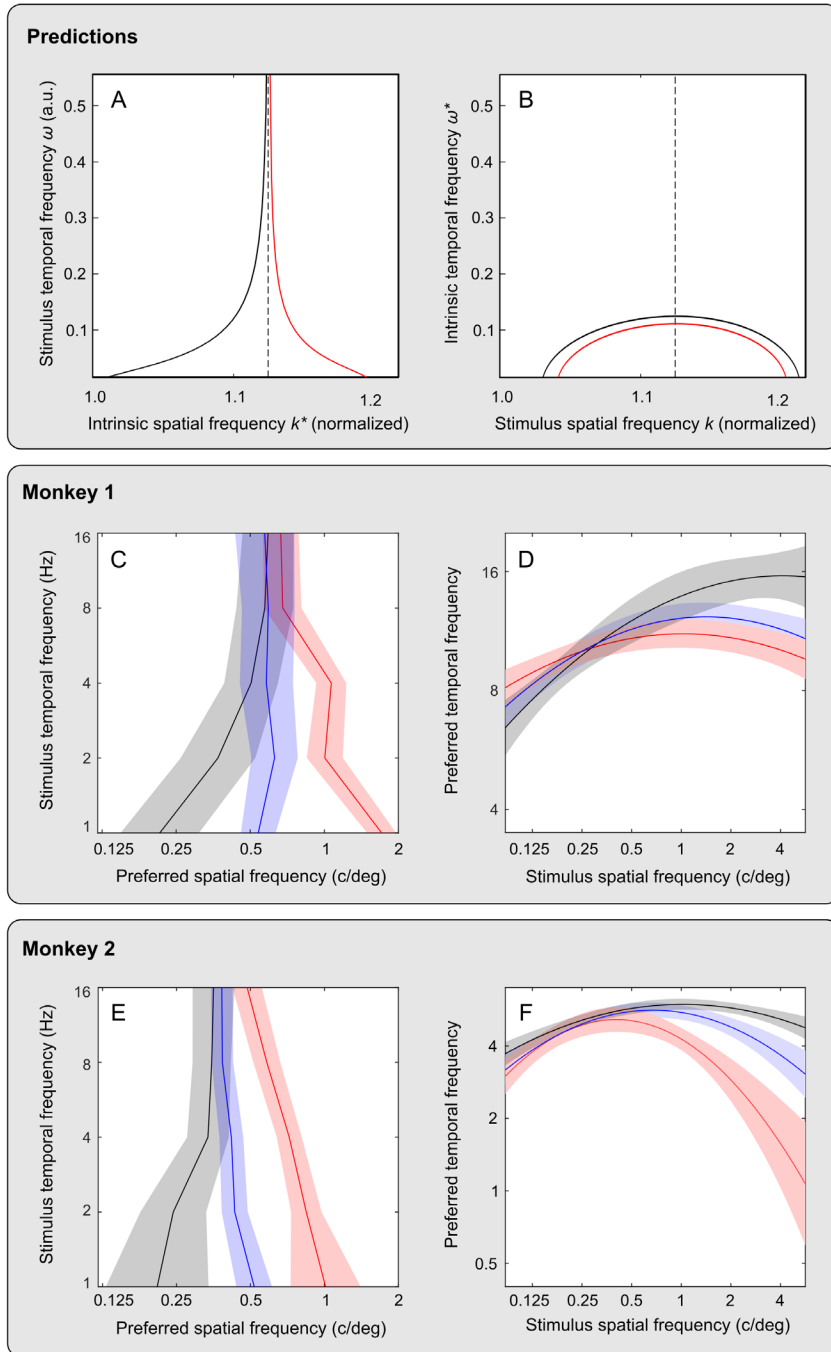 Predictions
A
Stimulus temporal frequency ω (a.u.)
0.5
0.4
0.3
0.2
0.1
1.0 1.1 1.2
Intrinsic spatial frequency k* (normalized)
B
Intrinsic temporal frequency ω*
0.5
0.4
0.3
0.2
0.1
1.0 1.1 1.2
Stimulus spatial frequency k (normalized)
Monkey 1
C
Stimulus temporal frequency (Hz)
16
8
4
2
1
0.125 0.25 0.5 1 2
Preferred spatial frequency (c/deg)
D
Preferred temporal frequency
16
8
4
0.125 0.25 0.5 1 2 4
Stimulus spatial frequency (c/deg)
Monkey 2
E
Stimulus temporal frequency (Hz)
16
8
4
2
1
0.125 0.25 0.5 1 2
Preferred spatial frequency (c/deg)
F
Preferred temporal frequency
4
2
1
0.5
0.125 0.25 0.5 1 2 4
Stimulus spatial frequency (c/deg)